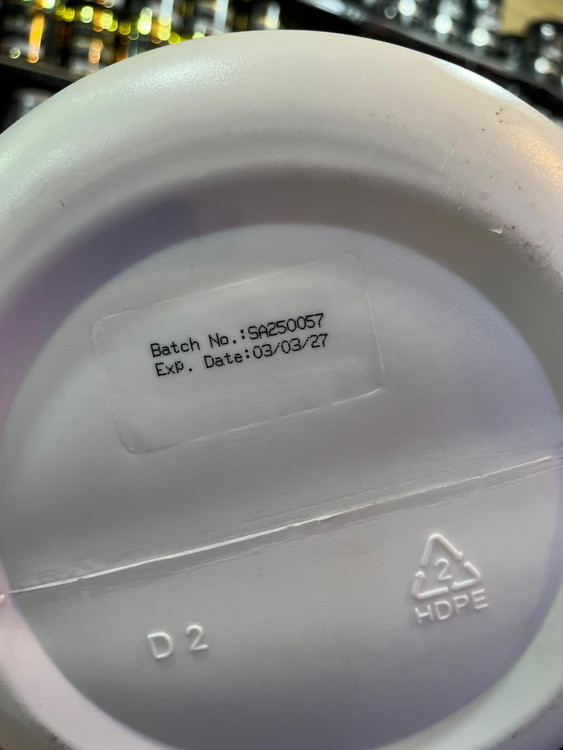 Batch No.:SA250057
Exp. Date:03/03/27
2
HDPE
D 2